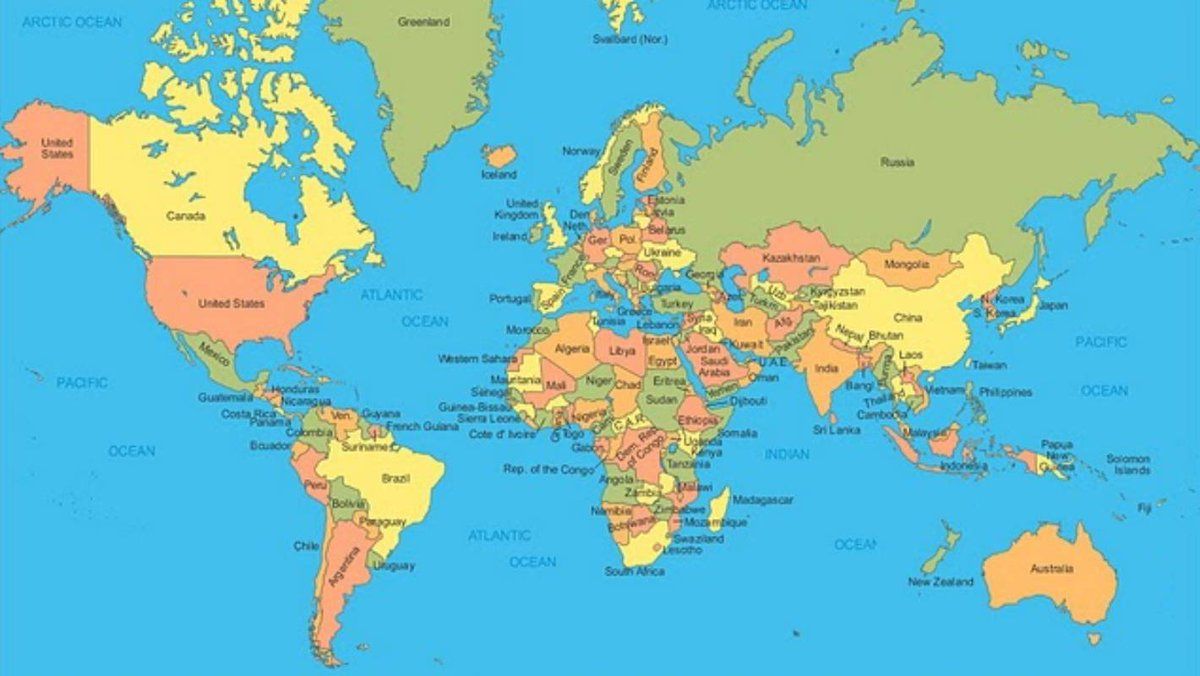 ARCTIC OCEAN
Greenland
ARCTIC OCEAN
Svalbard (Nor.)
United
States
Canada
Iceland
Norway
Sweden
Finland
Russia
United
Kingdom
Ireland
Den
Neth.
Estonia
Latvia
Belarus
Ger
Pol.
Ukraine
Kazakhstan
Mongolia
United States
ATLANTIC
OCEAN
Portugal
Spain
France
Italy
Rom
Bulgaria
Georgia
Greece
Turkey
Azer.
Uzb
Turkm
Kyrgyzstan
Tajikistan
China
N. Korea
S. Korea
Japan
Morocco
Tunisia
Lebanon
Syria
Iraq
Iran
Afg
Pakistan
Nepal
Bhutan
Mexico
Western Sahara
Algeria
Libya
Israel
Egypt
Jordan
Kuwait
Saudi
Arabia
U.A.E
Oman
India
Bangl
Burma
Laos
Taiwan
PACIFIC
OCEAN
PACIFIC
OCEAN
Guatemala
Honduras
Nicaragua
Costa Rica
Panama
Mauritania
Senegal
Guinea-Bissau
Sierra Leone
Cote d' Ivoire
Mali
Niger
Chad
Eritrea
Sudan
Yemen
Djibouti
Thailand
Vietnam
Cambodia
Philippines
Ven.
Guyana
French Guiana
Colombia
Suriname
Ecuador
Togo
Nigeria
Cam
C.A.R.
Ethiopia
Somalia
Sri Lanka
Malaysia
Indonesia
Papua
New
Guinea
Solomon
Islands
Gabon
Rep. of the Congo
Dem. Rep
of Congo
Uganda
Kenya
Tanzania
INDIAN
OCEAN
Peru
Brazil
Bolivia
Paraguay
Angola
Zambia
Malawi
Madagascar
Namibia
Botswana
Zimbabwe
Mozambique
Swaziland
Lesotho
South Africa
Fiji
Chile
Argentina
Uruguay
ATLANTIC
OCEAN
New Zealand
Australia